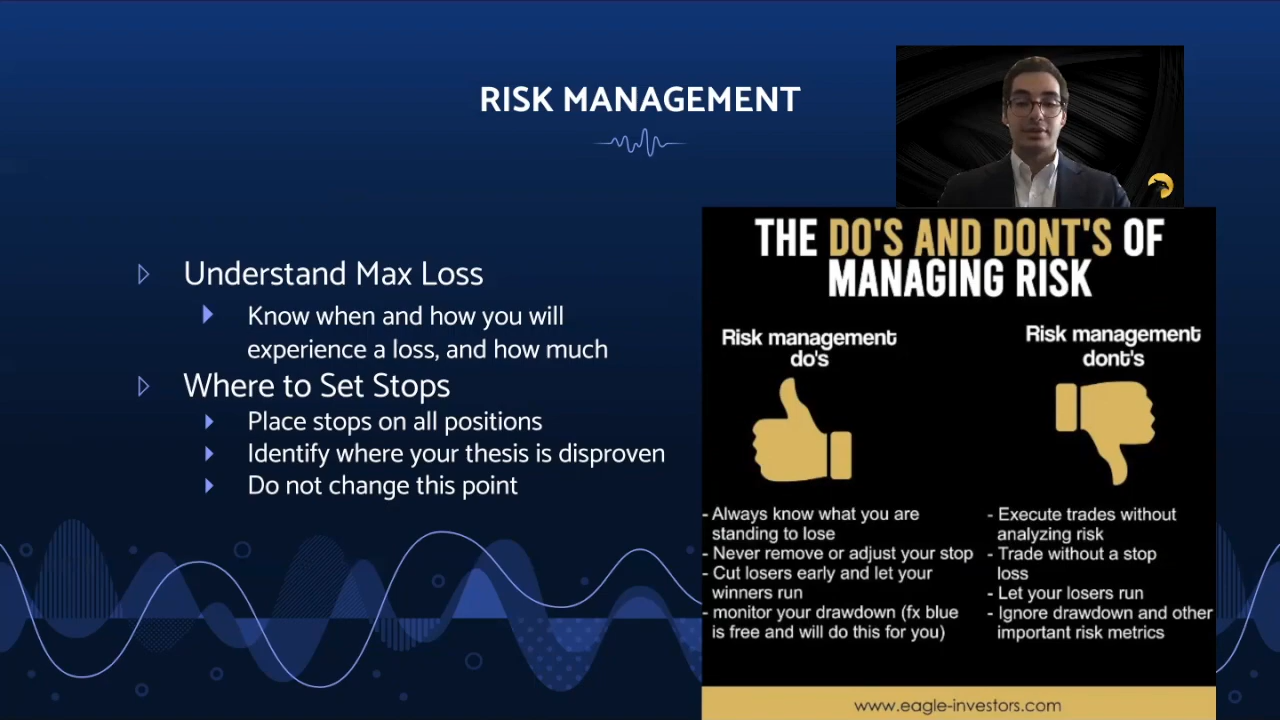 RISK MANAGEMENT
Understand Max Loss
Know when and how you will
experience a loss, and how much
Where to Set Stops
Place stops on all positions
Identify where your thesis is disproven
Do not change this point
THE DO'S AND DONT'S OF
MANAGING RISK
Risk management
do's
- Always know what you are
standing to lose
- Never remove or adjust your stop
- Cut losers early and let your
winners run
- monitor your drawdown (fx blue
is free and will do this for you)
Risk management
dont's
- Execute trades without
analyzing risk
- Trade without a stop
loss
- Let your losers run
- Ignore drawdown and other
important risk metrics
www.eagle-investors.com